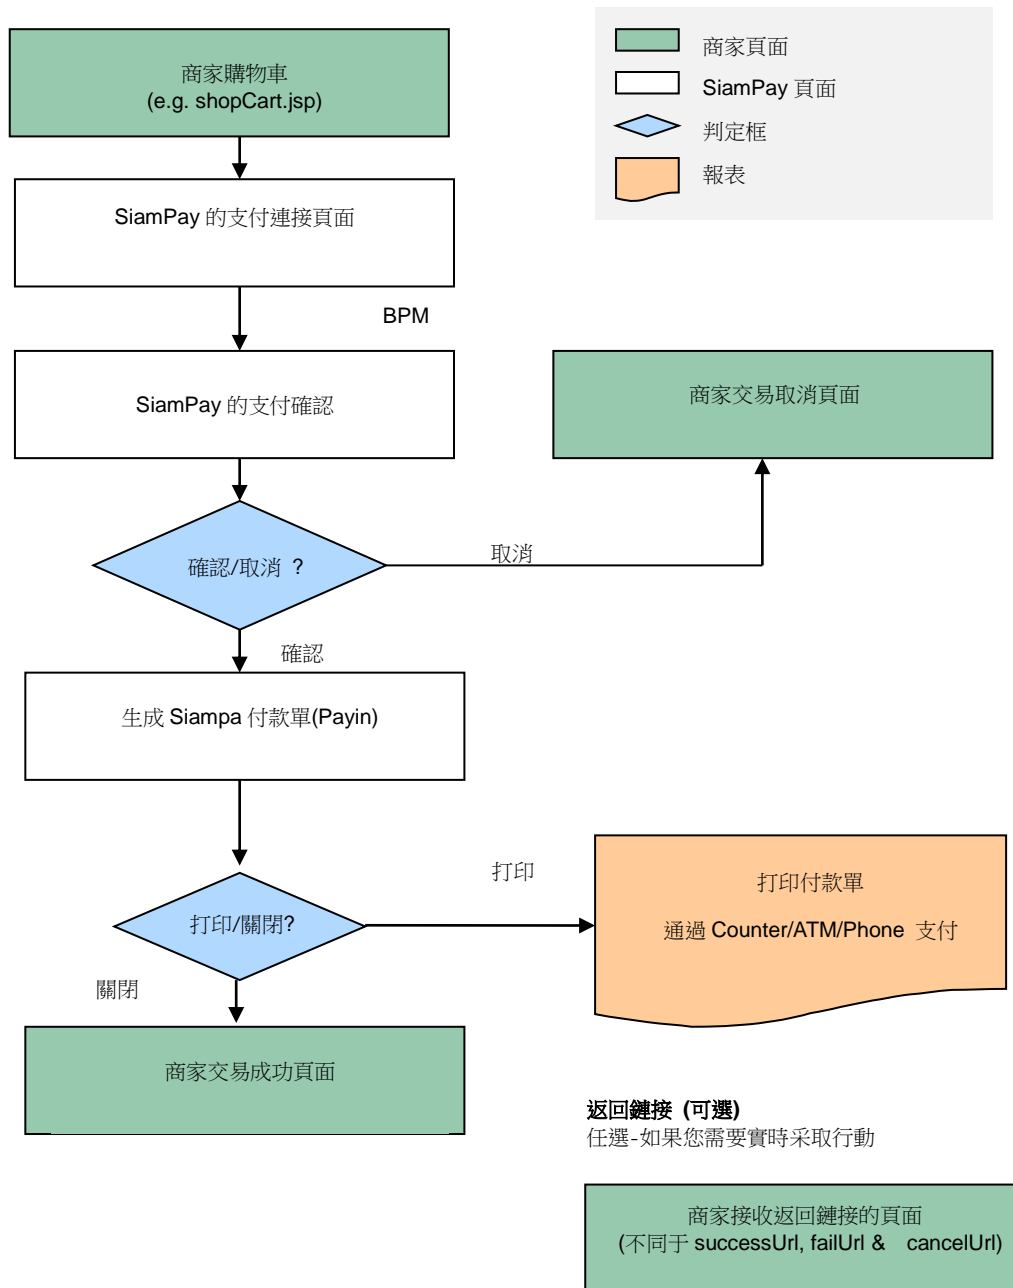 商家購物車
(e.g. shopCart.jsp)
商家頁面
SiamPay 頁面
判定框
報表
SiamPay 的支付連接頁面
BPM
SiamPay 的支付確認
商家交易取消頁面
確認/取消 ?
取消
確認
生成 Siampa 付款單(Payin)
打印/關閉?
打印
打印付款單
通過 Counter/ATM/Phone 支付
關閉
商家交易成功頁面
返回鏈接 (可選)
任選-如果您需要實時采取行動
商家接收返回鏈接的頁面
(不同于 successUrl, failUrl & cancelUrl)